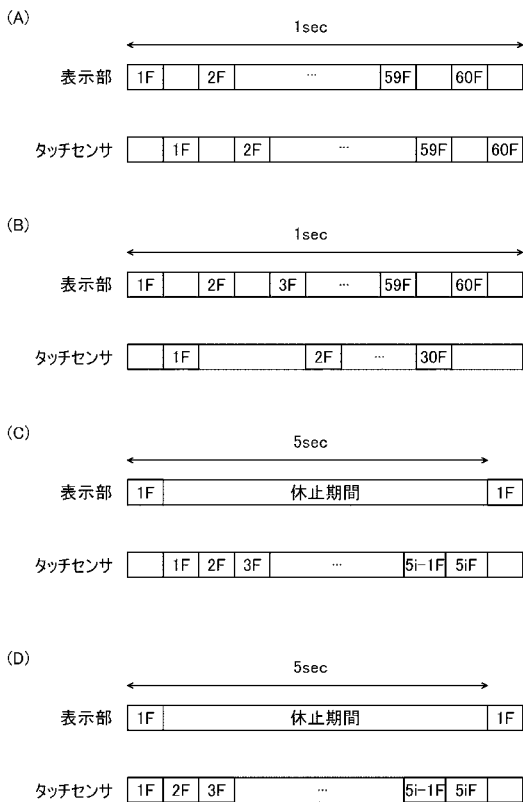 (A)
1sec
表示部 1F 2F … 59F 60F
タッチセンサ 1F 2F … 59F 60F
(B)
1sec
表示部 1F 2F 3F … 59F 60F
タッチセンサ 1F 2F … 30F
(C)
5sec
表示部 1F 休止期間 1F
タッチセンサ 1F 2F 3F … 5i-1F 5iF
(D)
5sec
表示部 1F 休止期間 1F
タッチセンサ 1F 2F 3F … 5i-1F 5iF